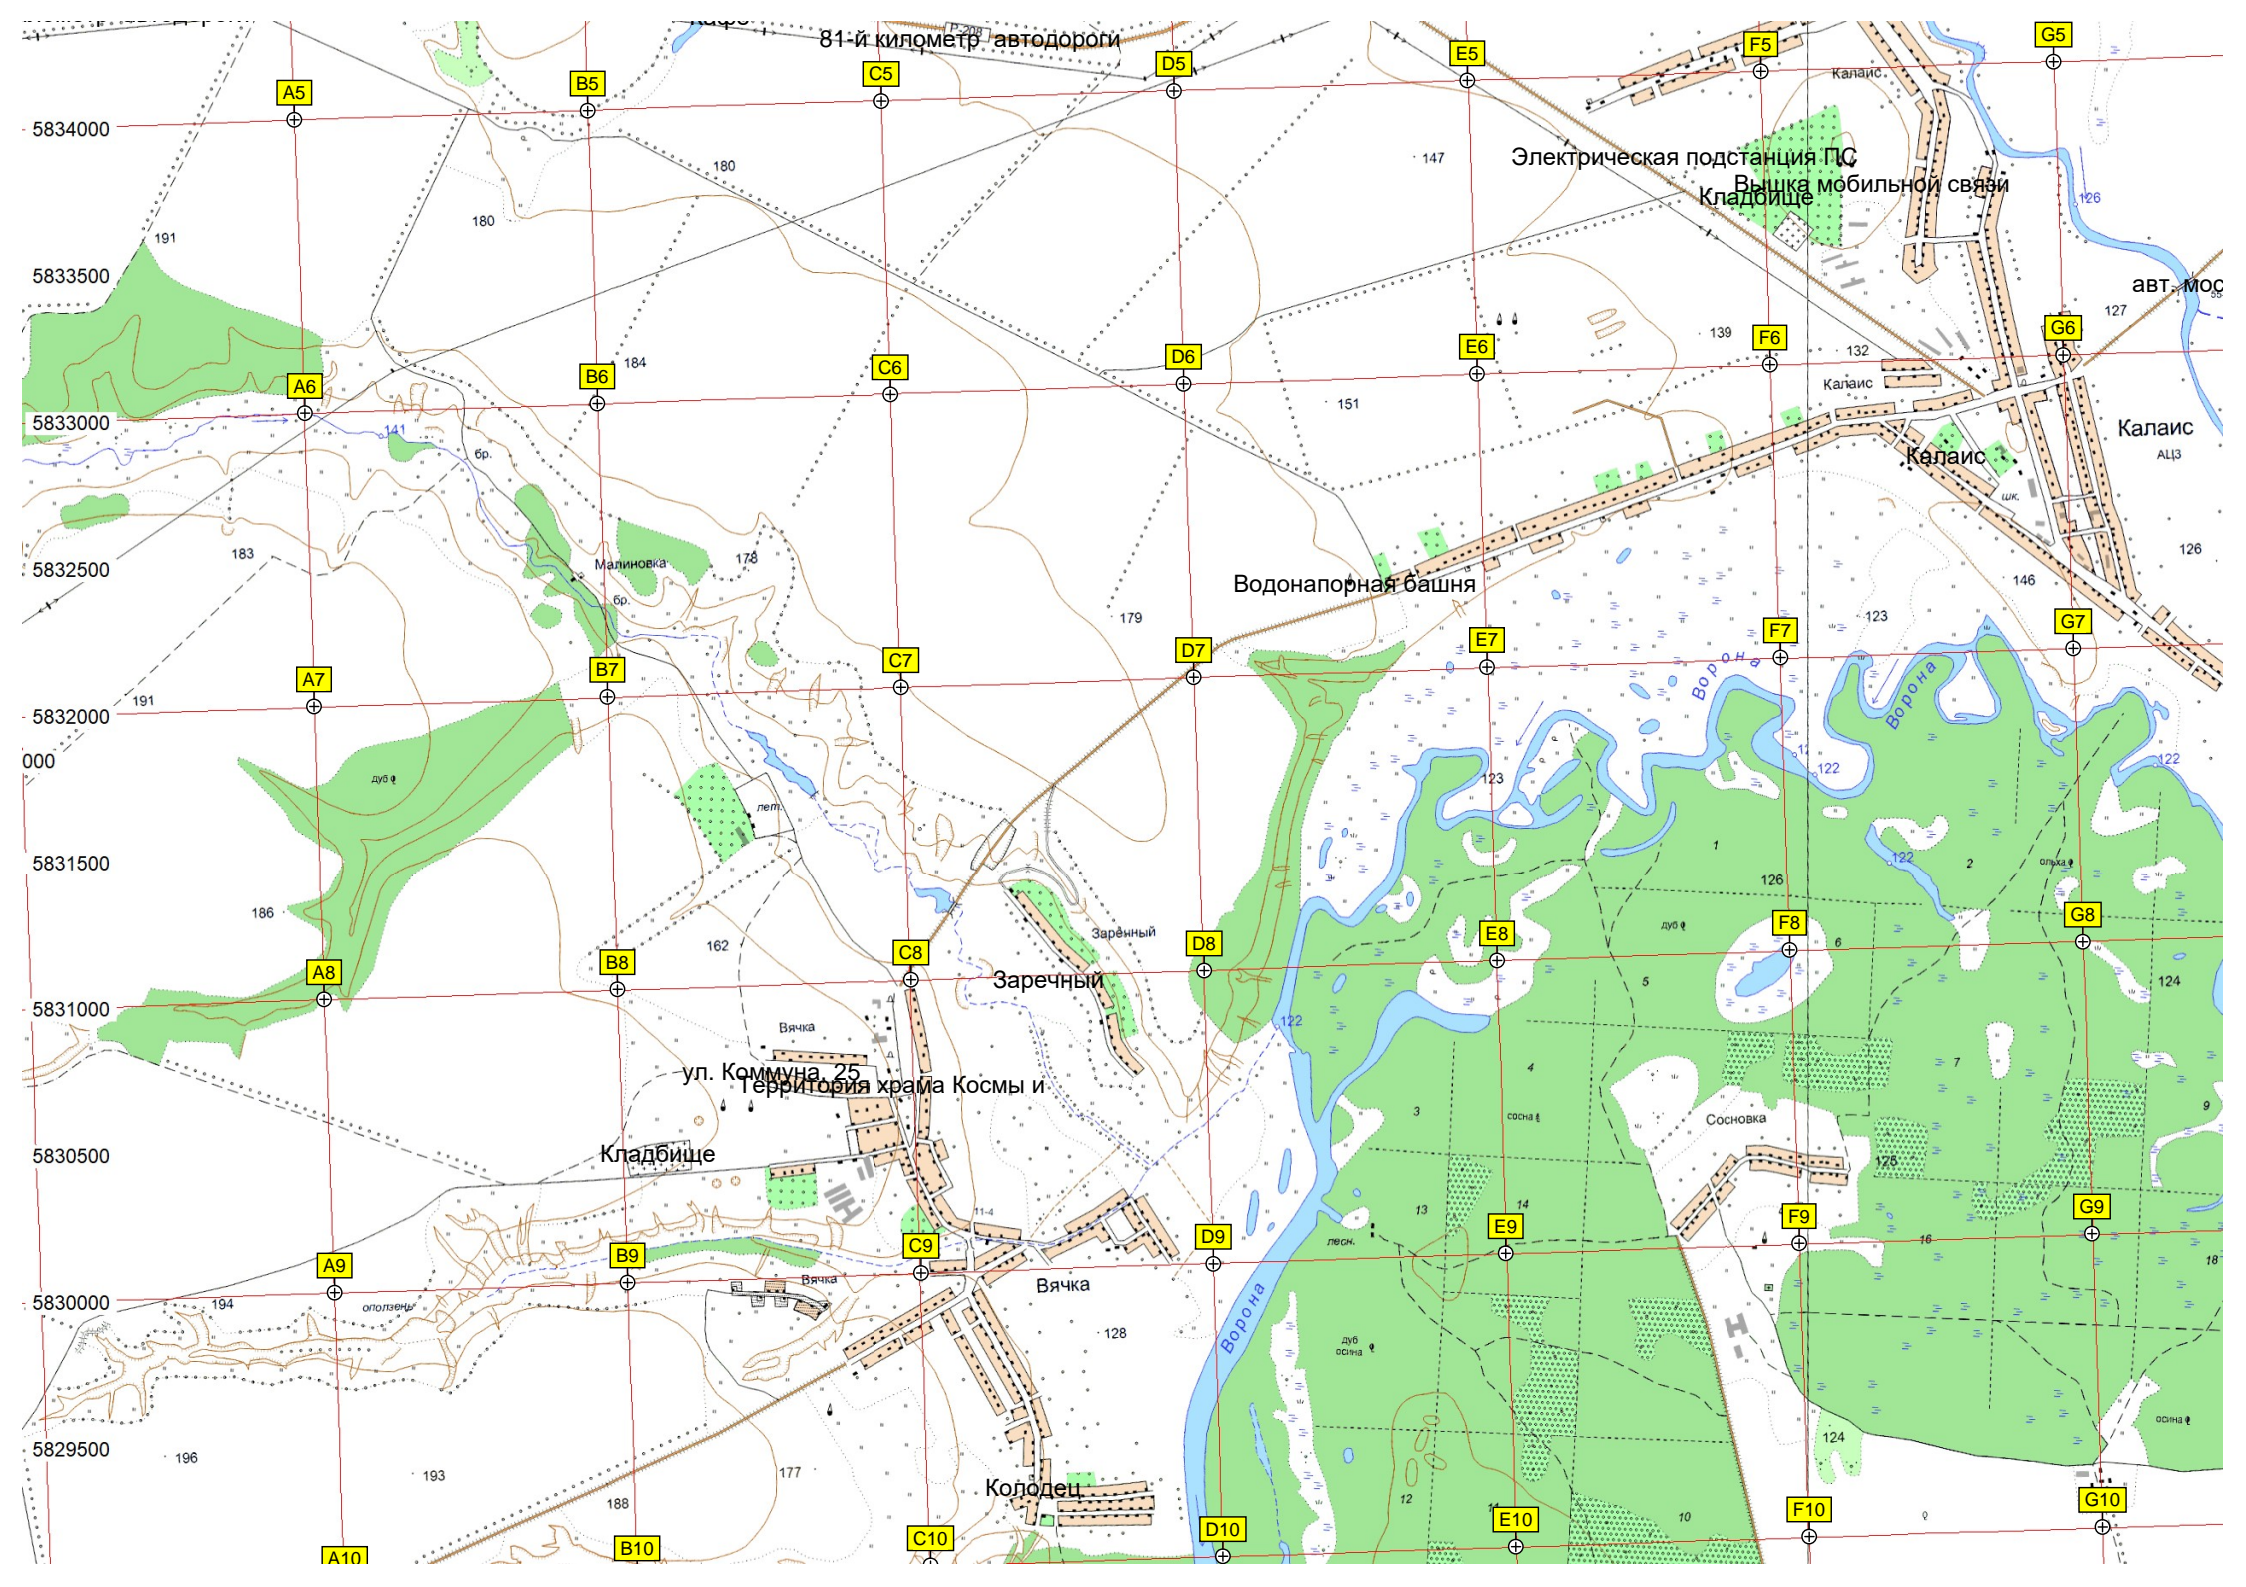 Р-208
81-й километр автодороги
G5
F5
E5
D5
C5
B5
A5
Калаис
5834000
147
Электрическая подстанция ПС
180
Вышка мобильной связи
Кладбище
126
180
191
5833500
авт. мос
127
G6
139
F6
132
E6
D6
184
C6
B6
A6
Калаис
151
5833000
141
Калаис
бр.
Калаис
АЦЗ
шк.
183
178
126
5832500
Малиновка
146
Водонапорная башня
бр.
179
123
G7
F7
E7
D7
C7
B7
A7
Ворона
Ворона
191
5832000
000
122
122
дуб
123
лет.
1
5831500
122
2
ольха
126
186
G8
F8
дуб
E8
Заречный
D8
162
6
C8
B8
A8
Заречный
5
124
5831000
122
Вячка
7
4
ул. Коммуна, 25
Территория храма Космы и
3
сосна
Сосновка
9
Кладбище
5830500
125
14
13
11-4
G9
F9
E9
D9
C9
B9
A9
лесн.
16
18
Вячка
Вячка
5830000
194
оползень
Ворона
128
дуб
осина
осина
124
5829500
196
193
177
Колодец
188
12
11
10
G10
F10
E10
D10
C10
B10
A10